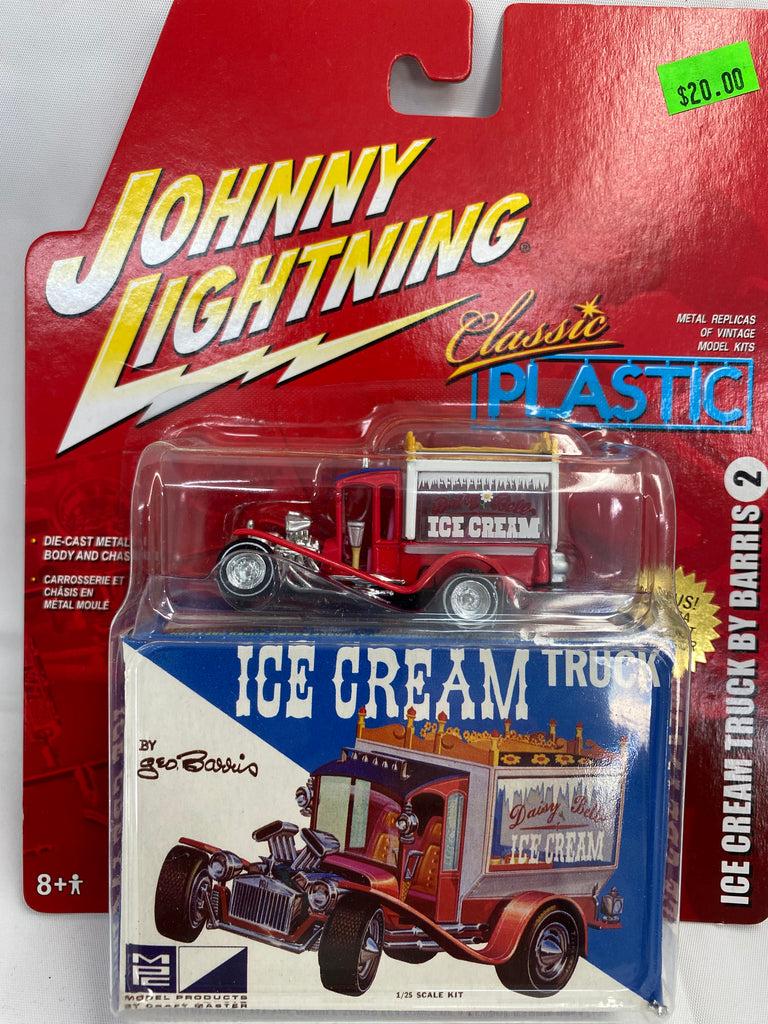 $20.00
JOHNNY
LIGHTNING®
Classic
PLASTIC
METAL REPLICAS
OF VINTAGE
MODEL KITS
DIE-CAST METAL
BODY AND CHAS
CARROSSERIE ET
CHÂSIS EN
MÉTAL MOULÉ
ICE CREAM
US!
ICE CREAM TRUCK BY BARRIS 2
ICE CREAM TRUCK
BY
Geo. Barris
Daisy Belle
ICE CREAM
8+
MPC
MODEL PRODUCTS
BY CRAFT MASTER
1/25 SCALE KIT